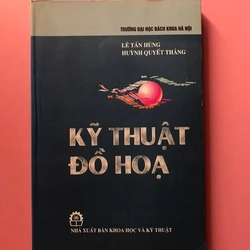 TRƯỜNG ĐẠI HỌC BÁCH KHOA HÀ NỘI
LÊ TẤN HÙNG
HUỲNH QUYẾT THẮNG
KỸ THUẬT
ĐỒ HOẠ
NHÀ XUẤT BẢN KHOA HỌC VÀ KỸ THUẬT